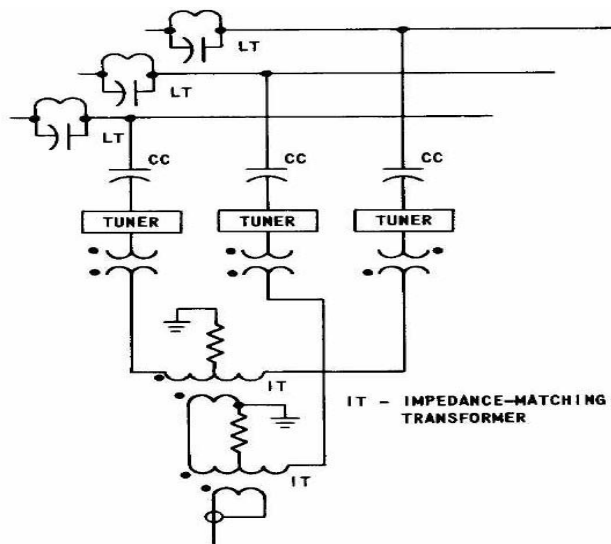 LT
LT
LT
CC
CC
CC
TUNER
TUNER
TUNER
IT
IT - IMPEDANCE-MATCHING
TRANSFORMER
IT